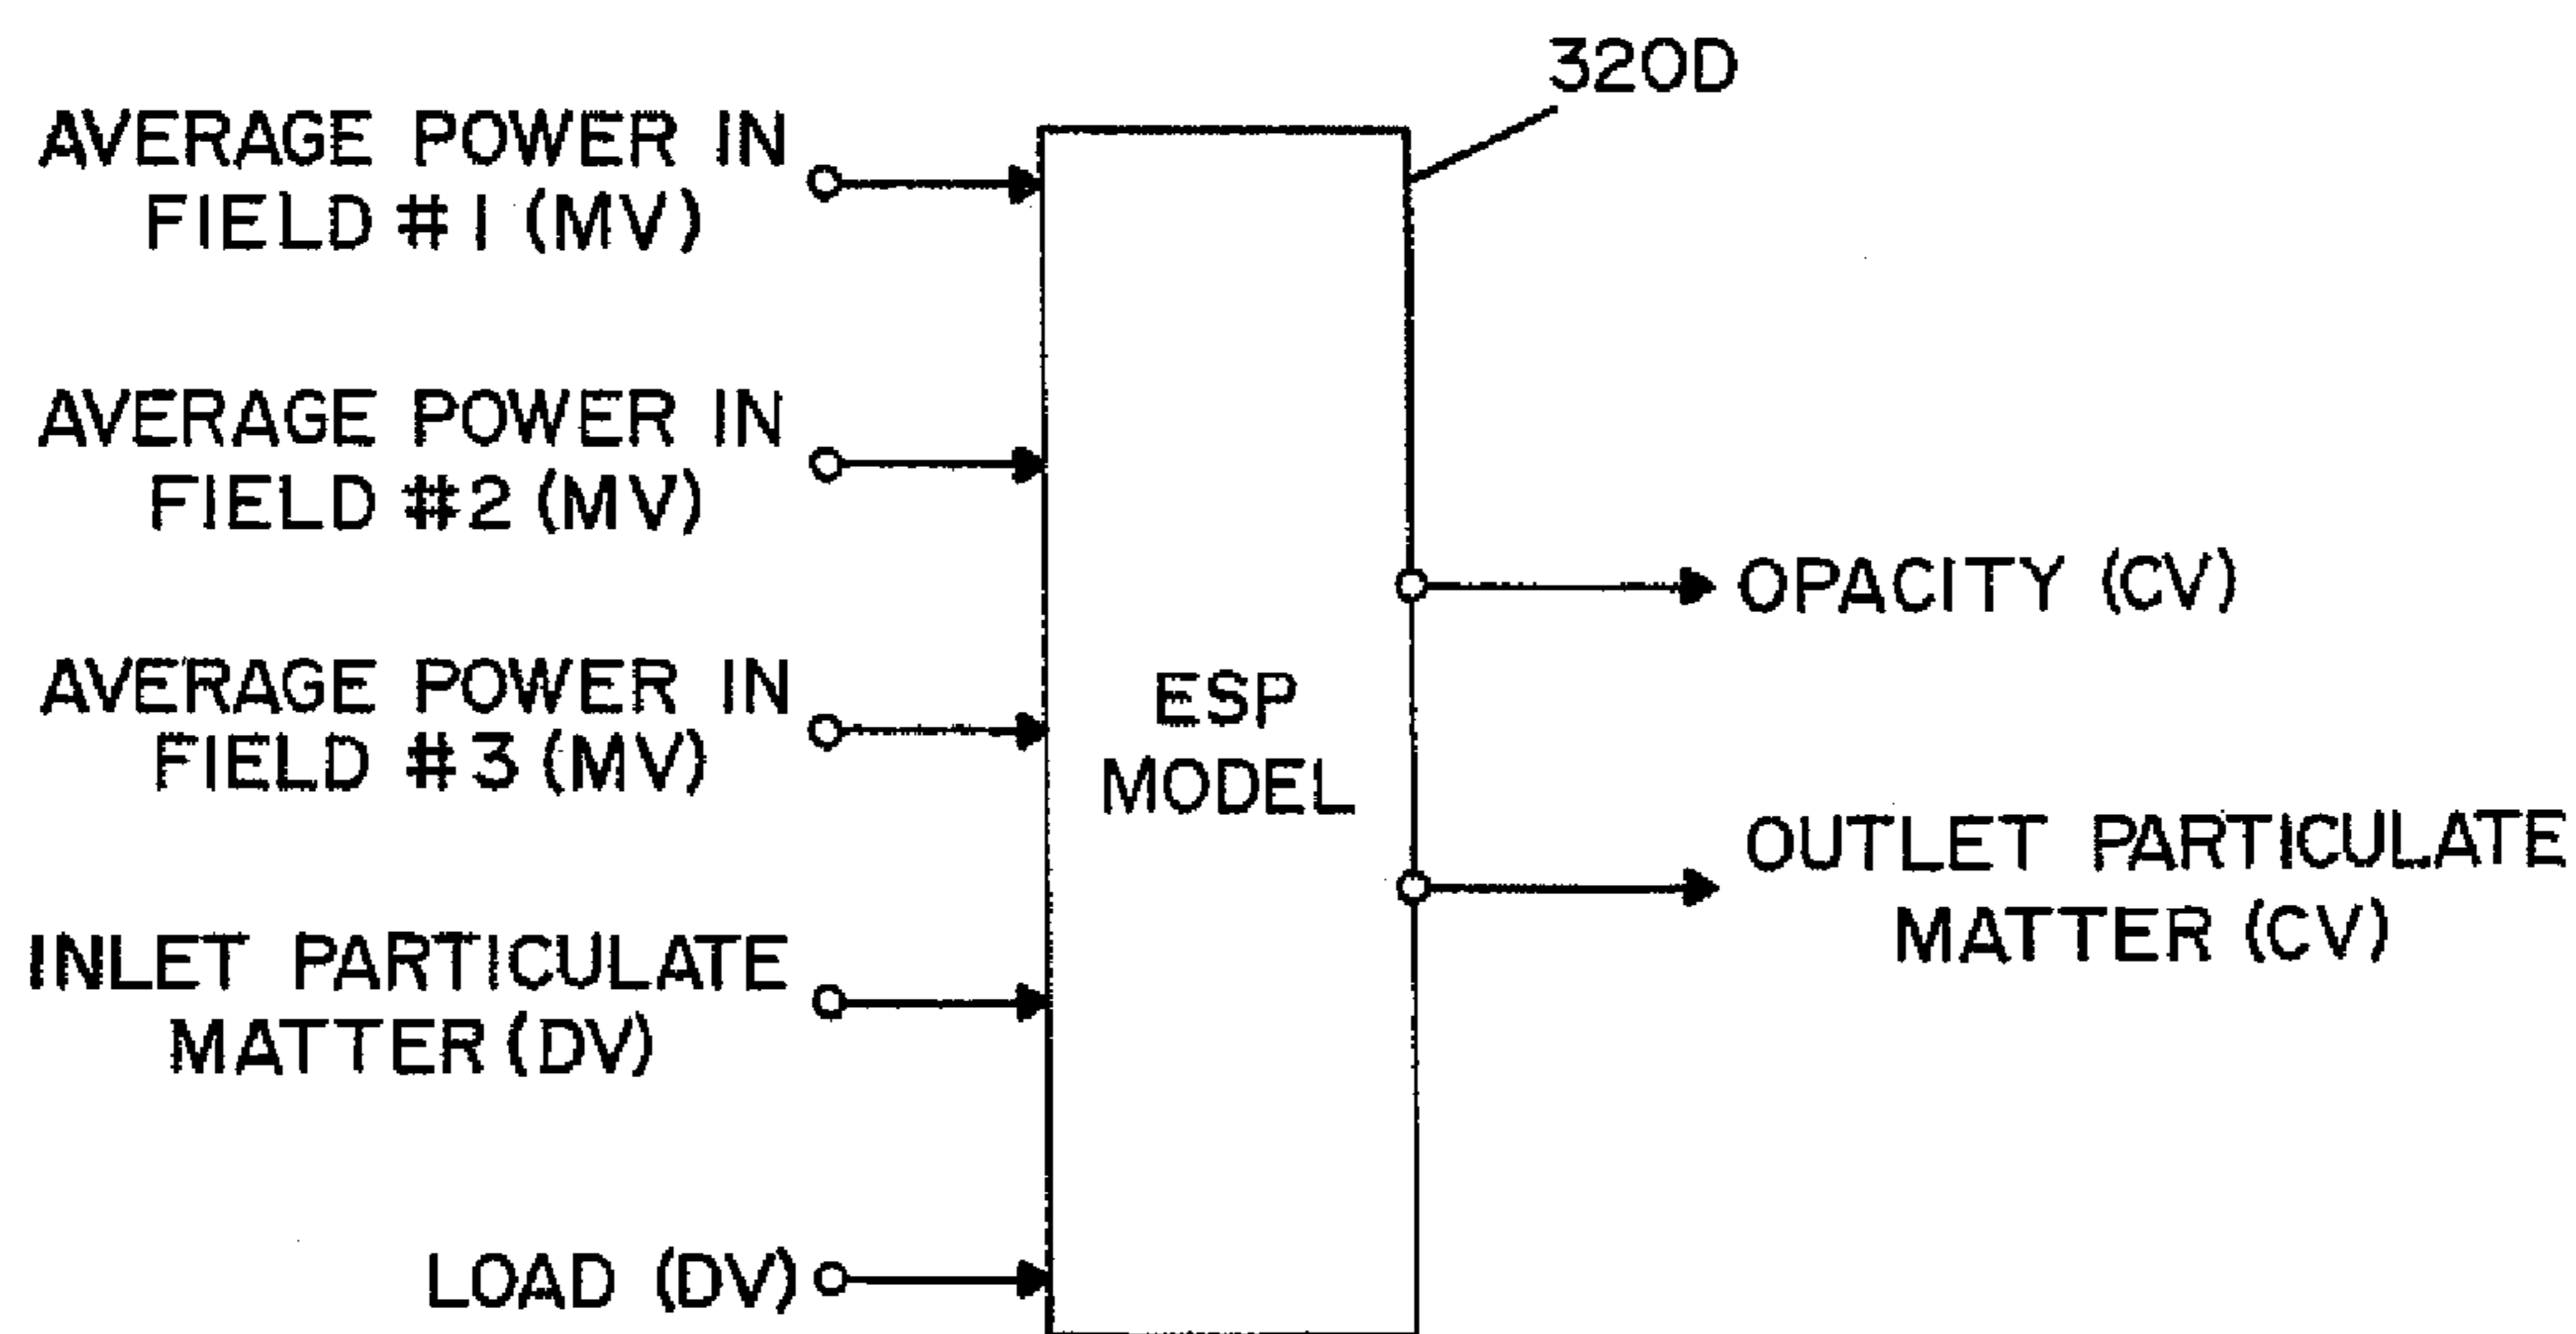 320D
AVERAGE POWER IN
FIELD #1 (MV)
AVERAGE POWER IN
FIELD #2 (MV)
AVERAGE POWER IN
FIELD #3 (MV)
INLET PARTICULATE
MATTER (DV)
LOAD (DV)
ESP
MODEL
OPACITY (CV)
OUTLET PARTICULATE
MATTER (CV)